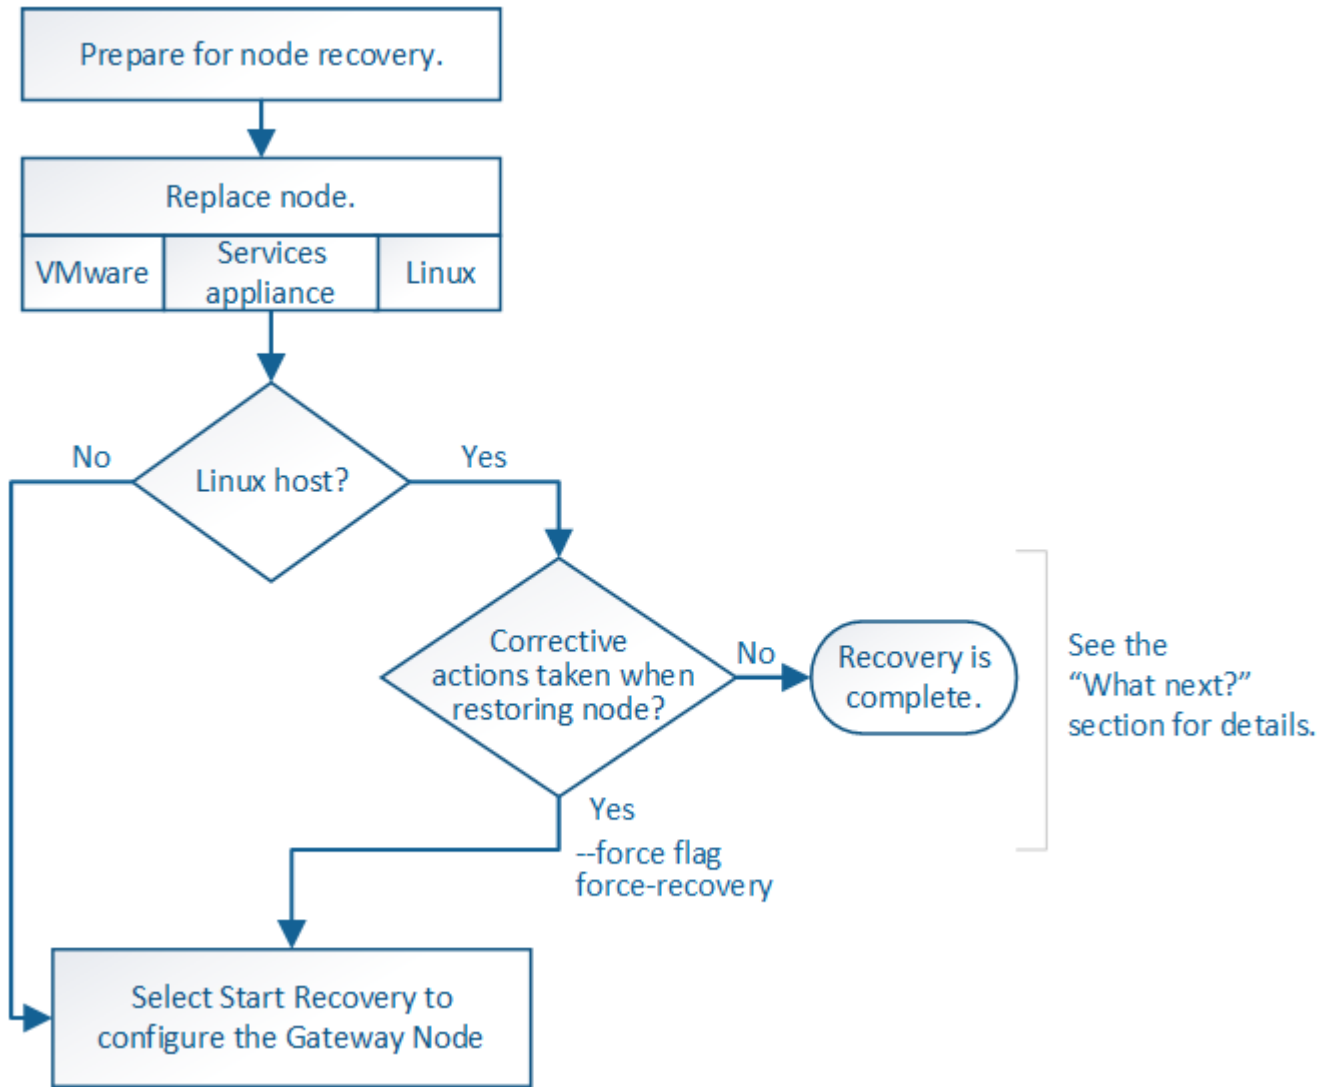 Prepare for node recovery.
Replace node.
VMware
Services
appliance
Linux
Linux host?
No
Yes
Corrective
actions taken when
restoring node?
No
Recovery is
complete.
See the
“What next?”
section for details.
Yes
--force flag
force-recovery
Select Start Recovery to
configure the Gateway Node